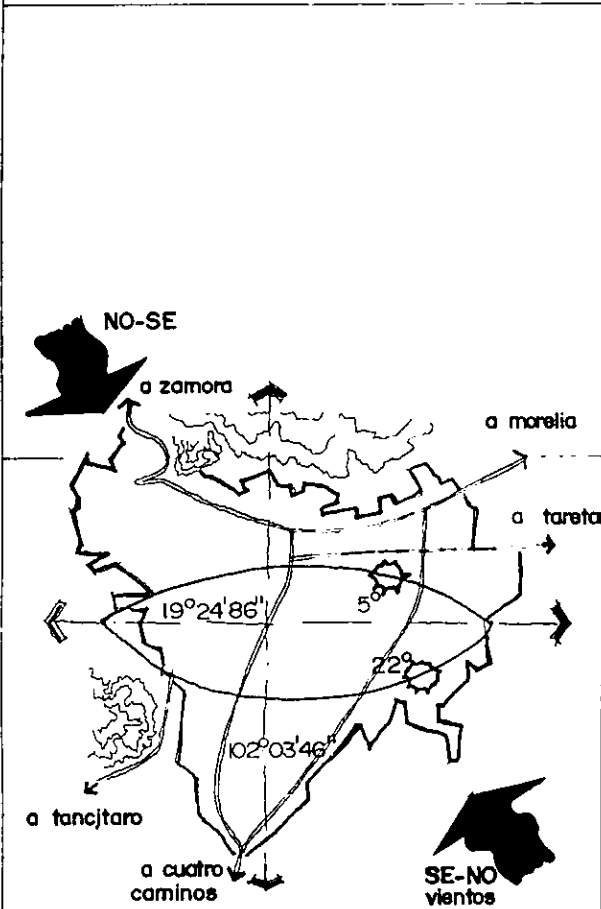 NO-SE
a zamora
a morelia
a tareta
5°
19°24'86"
22°
102°03'46"
a tancjtaro
a cuatro
caminos
SE-NO
vientos